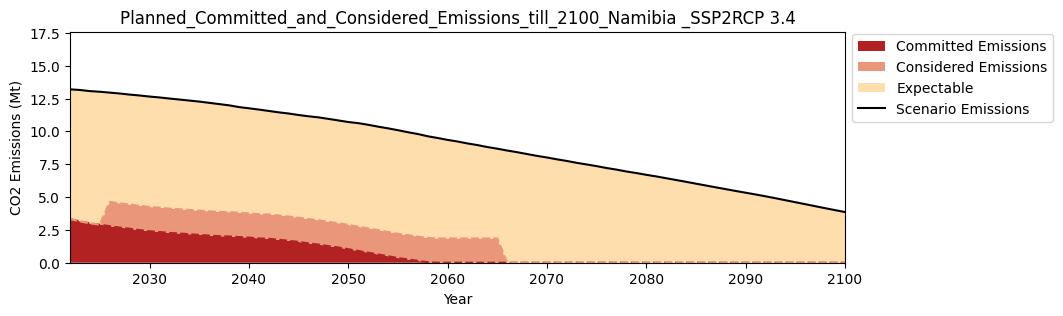 Planned_Committed_and_Considered_Emissions_till_2100_Namibia _SSP2RCP 3.4
17.5
15.0
12.5
10.0
7.5
5.0
2.5
0.0
CO2 Emissions (Mt)
2030 2040 2050 2060 2070 2080 2090 2100
Year
Committed Emissions
Considered Emissions
Expectable
Scenario Emissions